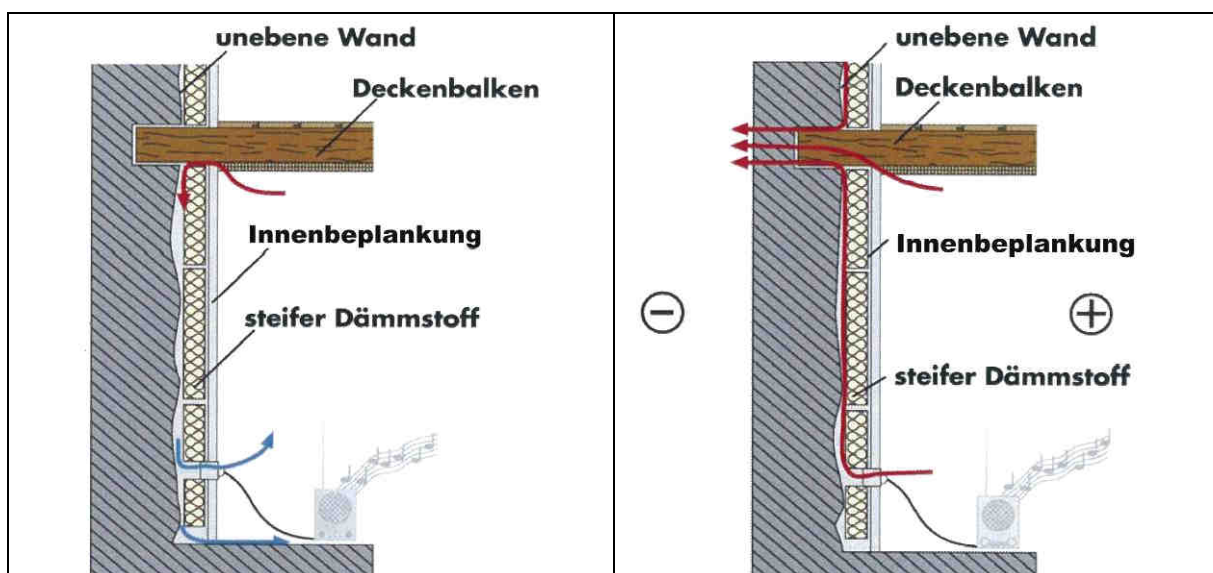 unebene Wand
Deckenbalken
Innenbeplankung
steifer Dämmstoff
unebene Wand
Deckenbalken
Innenbeplankung
− +
steifer Dämmstoff